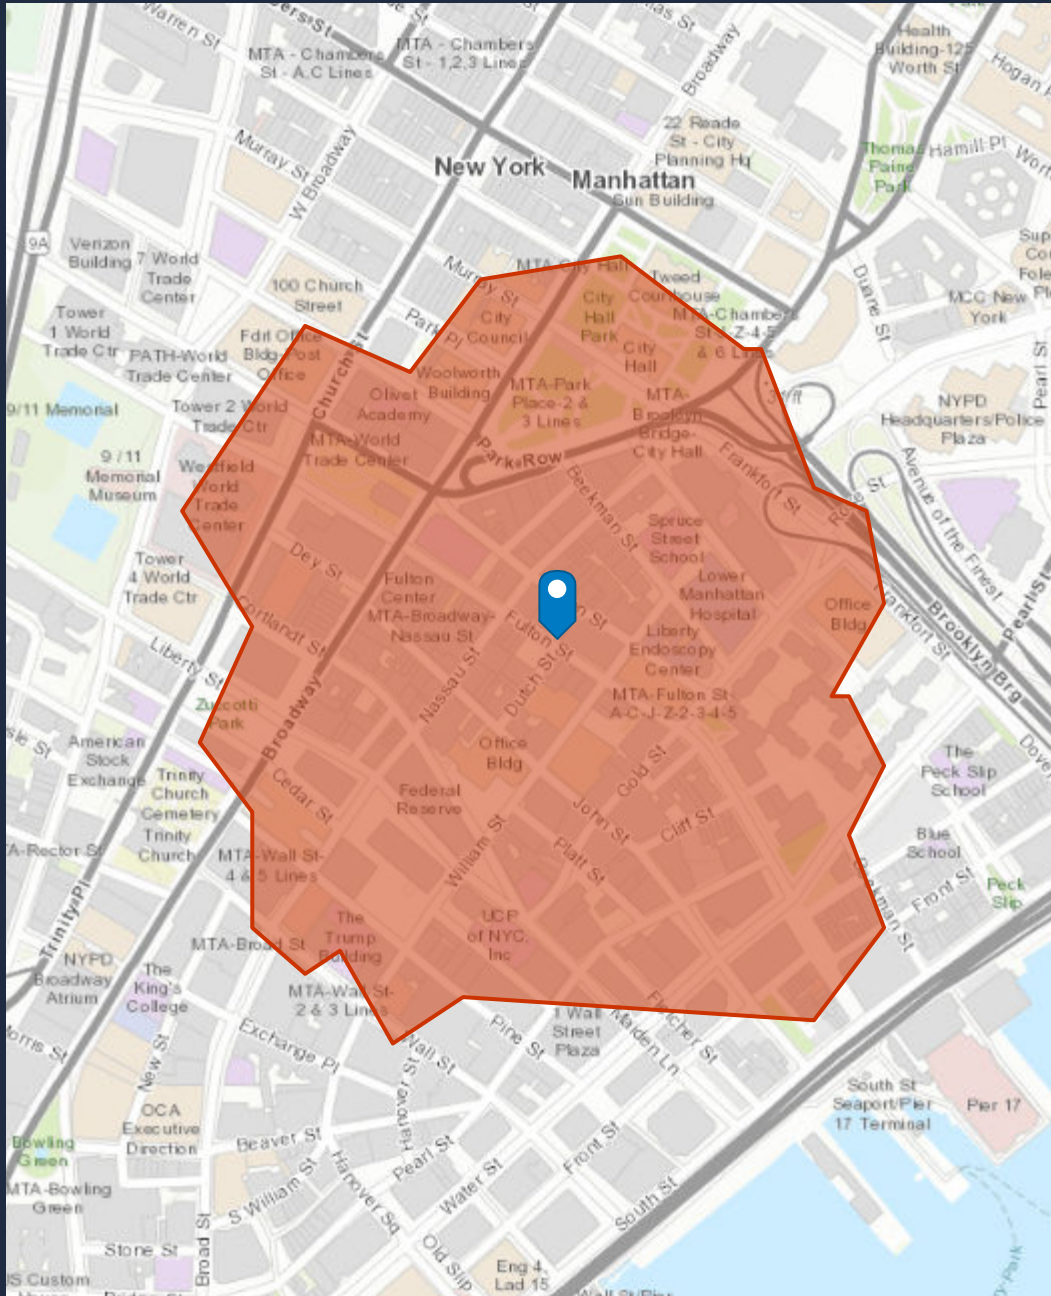 Warren St
MTA - Chambers
St - A,C Lines
MTA - Chambers
St - 1,2,3 Lines
Broadway
Health
Building-125
Worth St
Murray St
W Broadway
22 Reade
St - City
Planning Hq
Thomas
Paine
Park
Hamill Pl
New York
Manhattan
Sun Building
9A
Verizon
Building
7 World
Trade
Center
100 Church
Street
Murray St
MTA-City Hall
Tweed
Courthouse
Duane St
MCC New
York
Pearl St
Tower
1 World
Trade Ctr
PATH-World
Trade Center
Park Pl
City
Council
City
Hall
Park
City
Hall
MTA-Chambers
Church St
Olivet
Academy
Woolworth
Building
MTA-Park
Place-2 &
3 Lines
MTA-
Brooklyn
Bridge-
City Hall
NYPD
Headquarters/Police
Plaza
9/11 Memorial
Tower 2 World
Trade Ctr
MTA-World
Trade Center
Park Row
Frankfort St
9 / 11
Memorial
Museum
Westfield
World
Trade
Center
Beekman St
Rose St
Avenue of the Finest
Spruce
Street
School
Dey St
Tower
4 World
Trade Ctr
Fulton
Center
MTA-Broadway-
Nassau St
Lower
Manhattan
Hospital
Office
Bldg
Frankfort St
Pearl St
Brooklyn Brg
Cortlandt St
Fulton St
Liberty
Endoscopy
Center
Liberty St
Nassau St
Dutch St
MTA-Fulton St-
A-C-J-Z-2-3-4-5
Zuccotti
Park
Broadway
American
Stock
Exchange
Office
Bldg
The
Peck Slip
School
Trinity
Church
Cemetery
Cedar St
Federal
Reserve
Gold St
John St
Cliff St
Trinity
Church
MTA-Wall St-
4 & 5 Lines
William St
Platt St
Blue
School
Front St
Peck
Slip
Trinity Pl
MTA-Broad St
The
Trump
Building
UCP
of NYC,
Inc
Beekman St
NYPD
Broadway
Atrium
The
King's
College
MTA-Wall St-
2 & 3 Lines
1 Wall
Street
Plaza
Fletcher St
Maiden Ln
Pine St
Wall St
Morris St
New St
Exchange Pl
Hanover St
South St
Seaport/Pier
17 Terminal
Pier 17
OCA
Executive
Direction
Bowling
Green
Beaver St
Pearl St
Front St
MTA-Bowling
Green
S William St
Hanover Sq
Water St
South St
Broad St
Stone St
Old Slip
Eng 4,
Lad 15